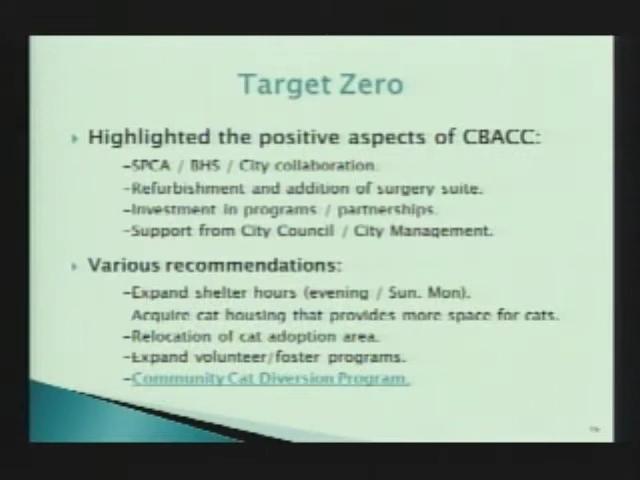 Target Zero
Highlighted the positive aspects of CBACC:
-SPCA / BHS / City collaboration.
-Refurbishment and addition of surgery suite.
-Investment in programs / partnerships.
-Support from City Council / City Management.
Various recommendations:
-Expand shelter hours (evening / Sun. Mon).
Acquire cat housing that provides more space for cats.
-Relocation of cat adoption area.
-Expand volunteer/foster programs.
-Community Cat Diversion Program.